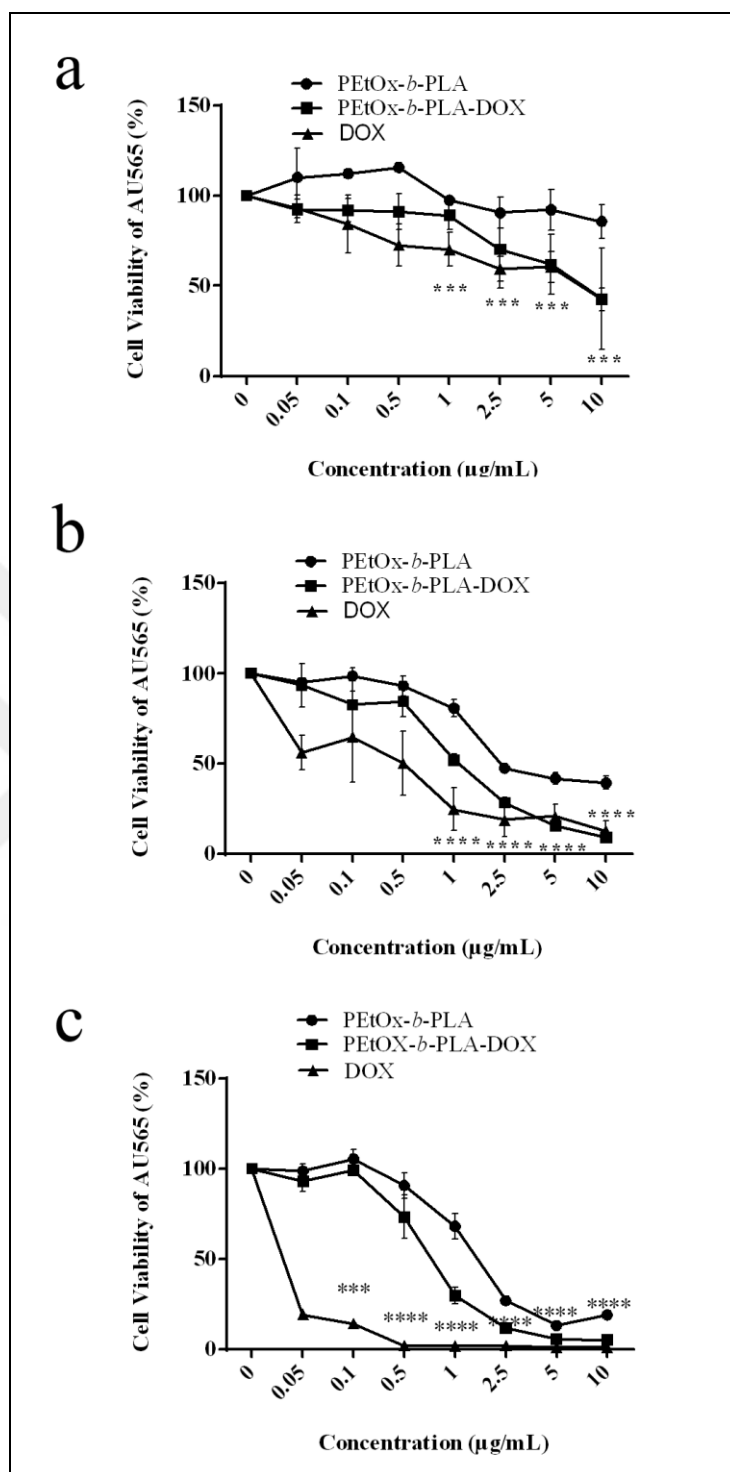 a
PEtOx-b-PLA
PEtOx-b-PLA-DOX
DOX
Cell Viability of AU565 (%)
150
100
50
0
***
***
***
***
0
0.05
0.1
0.5
1
2.5
5
10
Concentration (µg/mL)
b
PEtOx-b-PLA
PEtOx-b-PLA-DOX
DOX
Cell Viability of AU565 (%)
150
100
50
0
****
****
****
****
0
0.05
0.1
0.5
1
2.5
5
10
Concentration (µg/mL)
c
PEtOx-b-PLA
PEtOX-b-PLA-DOX
DOX
Cell Viability of AU565 (%)
150
100
50
0
***
****
****
****
****
****
0
0.05
0.1
0.5
1
2.5
5
10
Concentration (µg/mL)